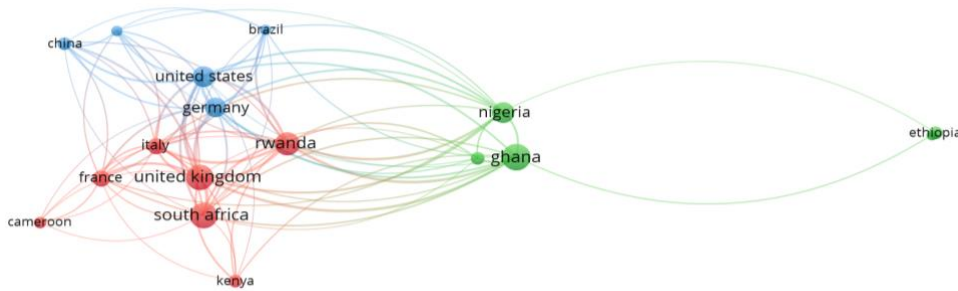 china
brazil
united states
germany
nigeria
ethiopia
italy
rwanda
ghana
france
united kingdom
south africa
cameroon
kenya